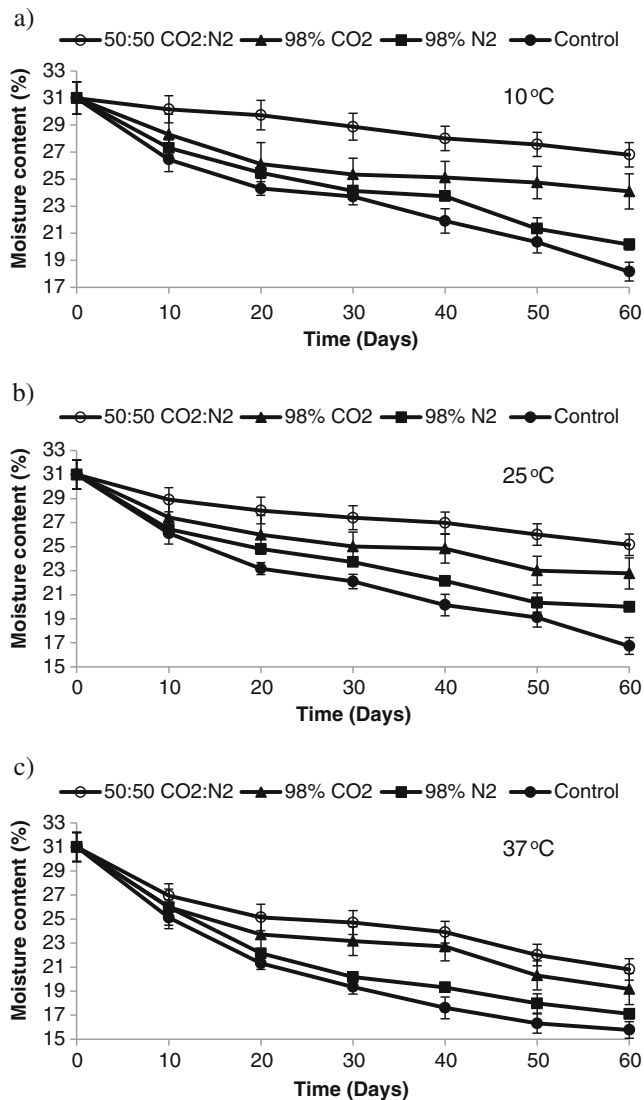 a)
50:50 CO2:N2 98% CO2 98% N2 Control
10 °C
Moisture content (%)
33
31
29
27
25
23
21
19
17
0 10 20 30 40 50 60
Time (Days)
b)
50:50 CO2:N2 98% CO2 98% N2 Control
25 °C
Moisture content (%)
33
31
29
27
25
23
21
19
17
15
0 10 20 30 40 50 60
Time (Days)
c)
50:50 CO2:N2 98% CO2 98% N2 Control
37 °C
Moisture content (%)
33
31
29
27
25
23
21
19
17
15
0 10 20 30 40 50 60
Time (Days)